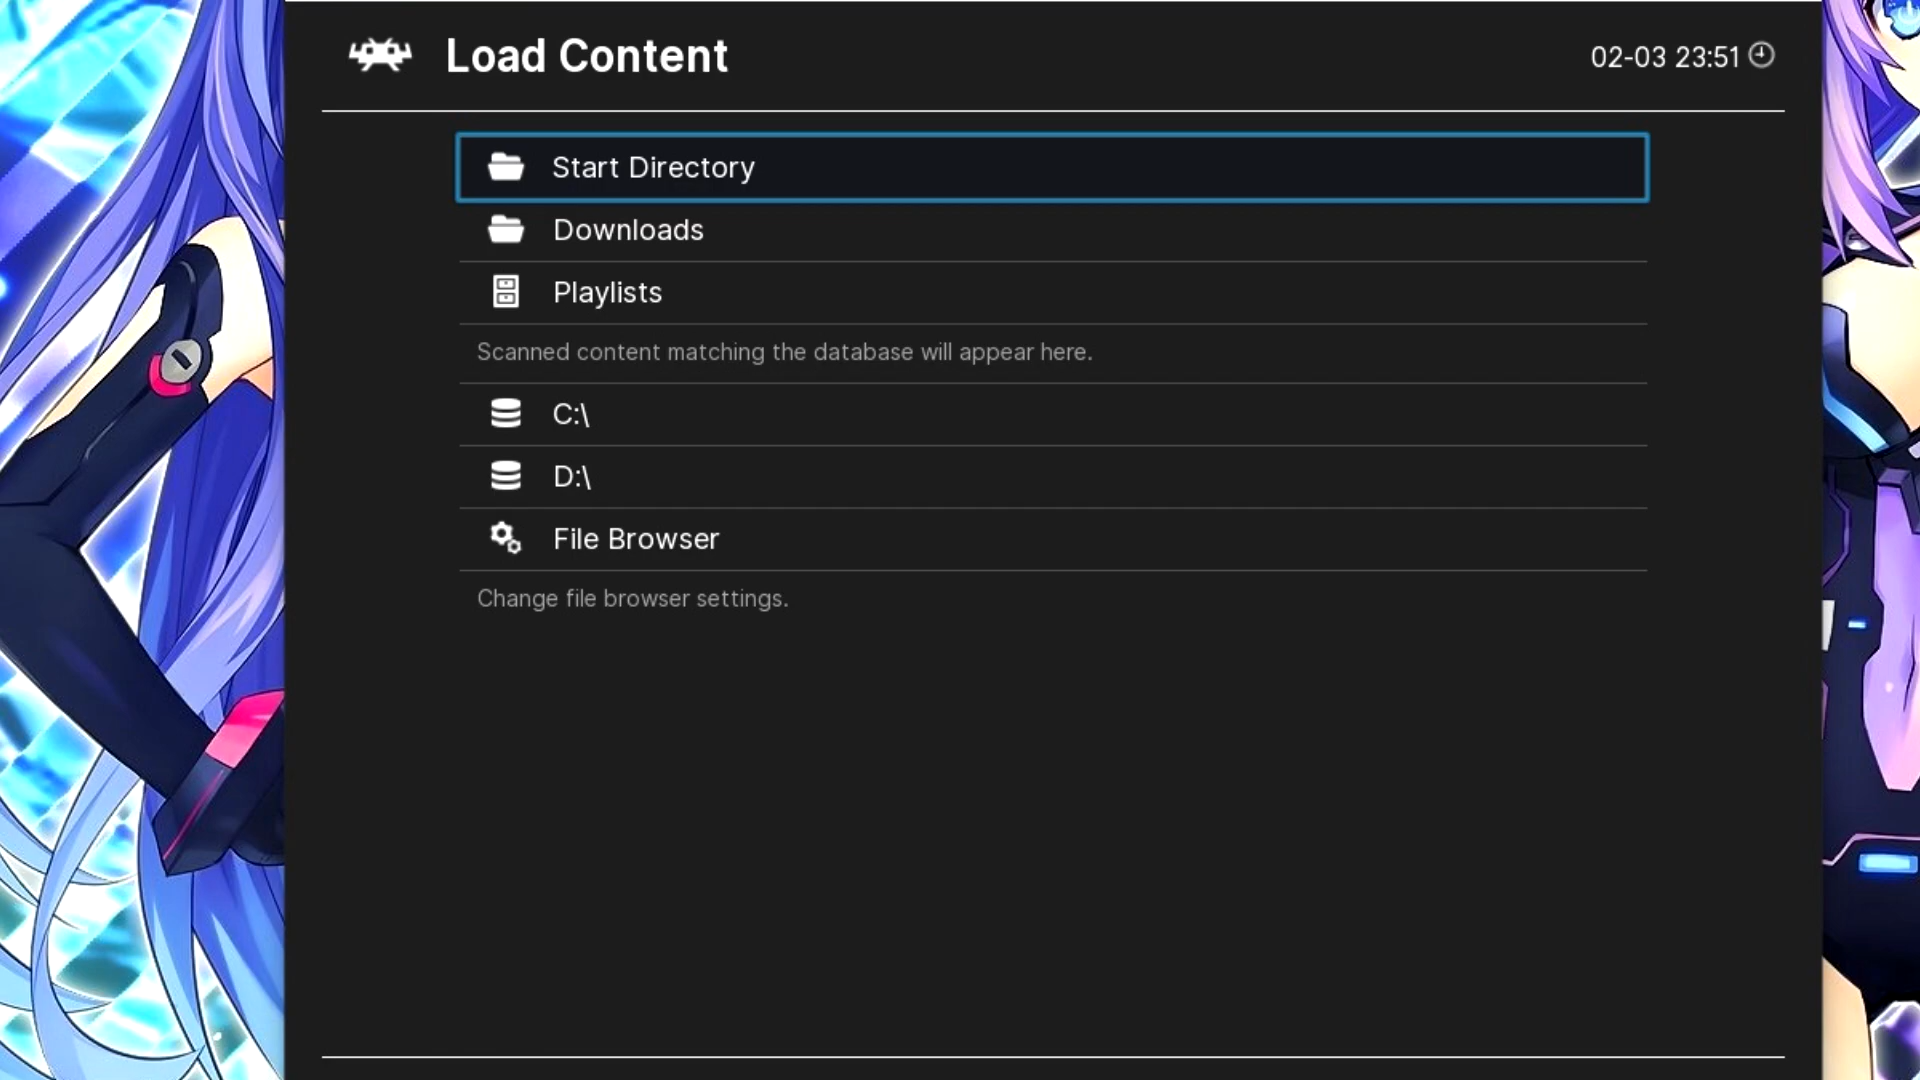 Load Content
02-03 23:51
Start Directory
Downloads
Playlists
Scanned content matching the database will appear here.
C:\
D:\
File Browser
Change file browser settings.